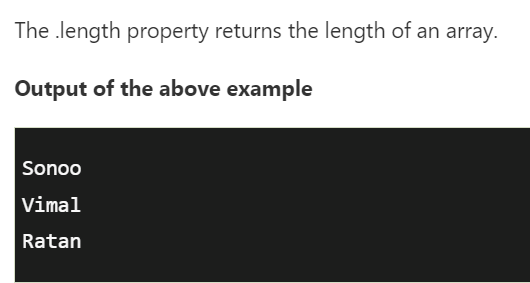 The .length property returns the length of an array.
Output of the above example
Sonoo
Vimal
Ratan